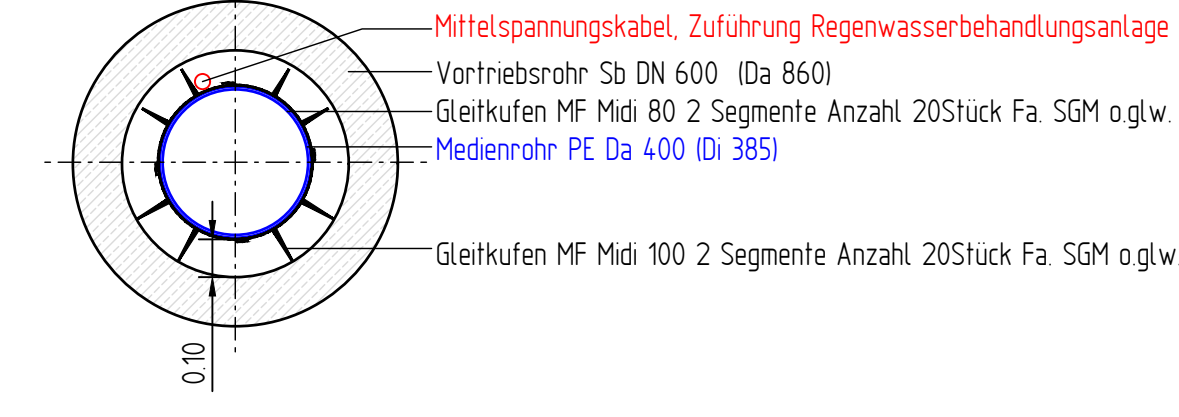 Mittelspannungskabel, Zuführung Regenwasserbehandlungsanlage
Vortriebsrohr Sb DN 600 (Da 860)
Gleitkufen MF Midi 80 2 Segmente Anzahl 20Stück Fa. SGM o.glw.
Medienrohr PE Da 400 (Di 385)
Gleitkufen MF Midi 100 2 Segmente Anzahl 20Stück Fa. SGM o.glw.
0.10